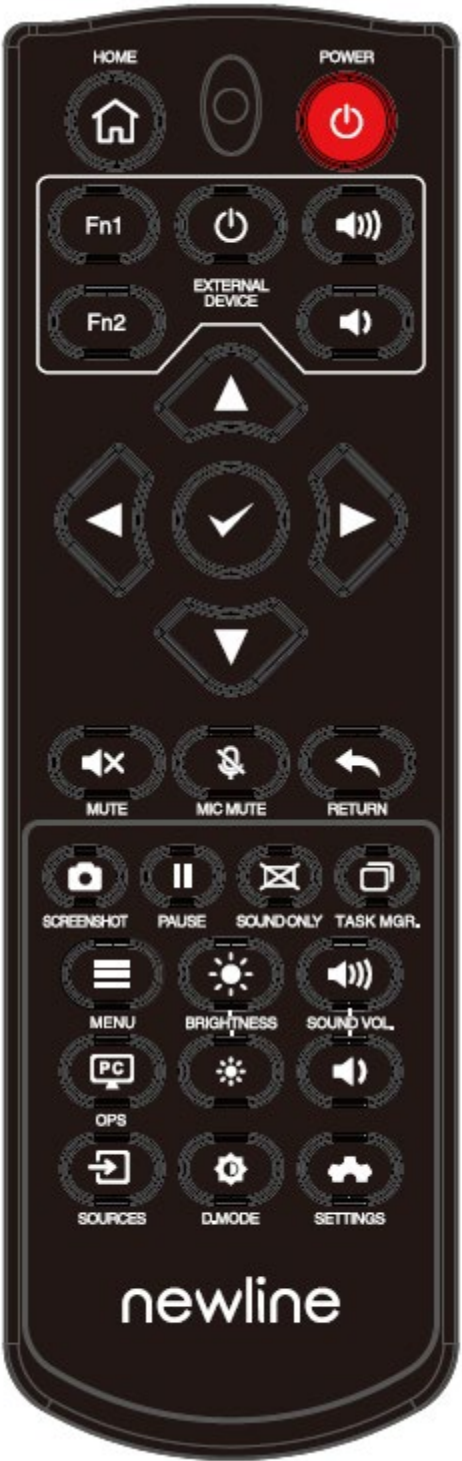 HOME POWER
Fn1
EXTERNAL
DEVICE
Fn2
MUTE MIC MUTE RETURN
SCREENSHOT PAUSE SOUND ONLY TASK MGR.
MENU BRIGHTNESS SOUND VOL.
PC
OPS
SOURCES D.MODE SETTINGS
newline